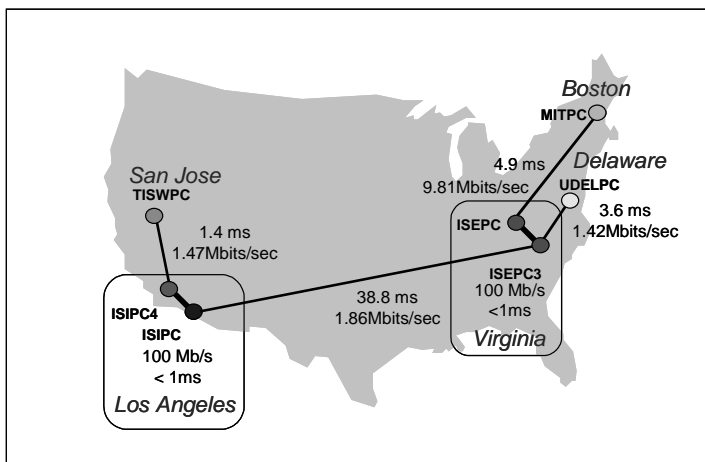 Boston
MITPC
4.9 ms
9.81Mbits/sec
Delaware
UDELPC
3.6 ms
1.42Mbits/sec
San Jose
TISWPC
1.4 ms
1.47Mbits/sec
ISEPC
ISEPC3
100 Mb/s
<1ms
Virginia
38.8 ms
1.86Mbits/sec
ISIPC4
ISIPC
100 Mb/s
< 1ms
Los Angeles